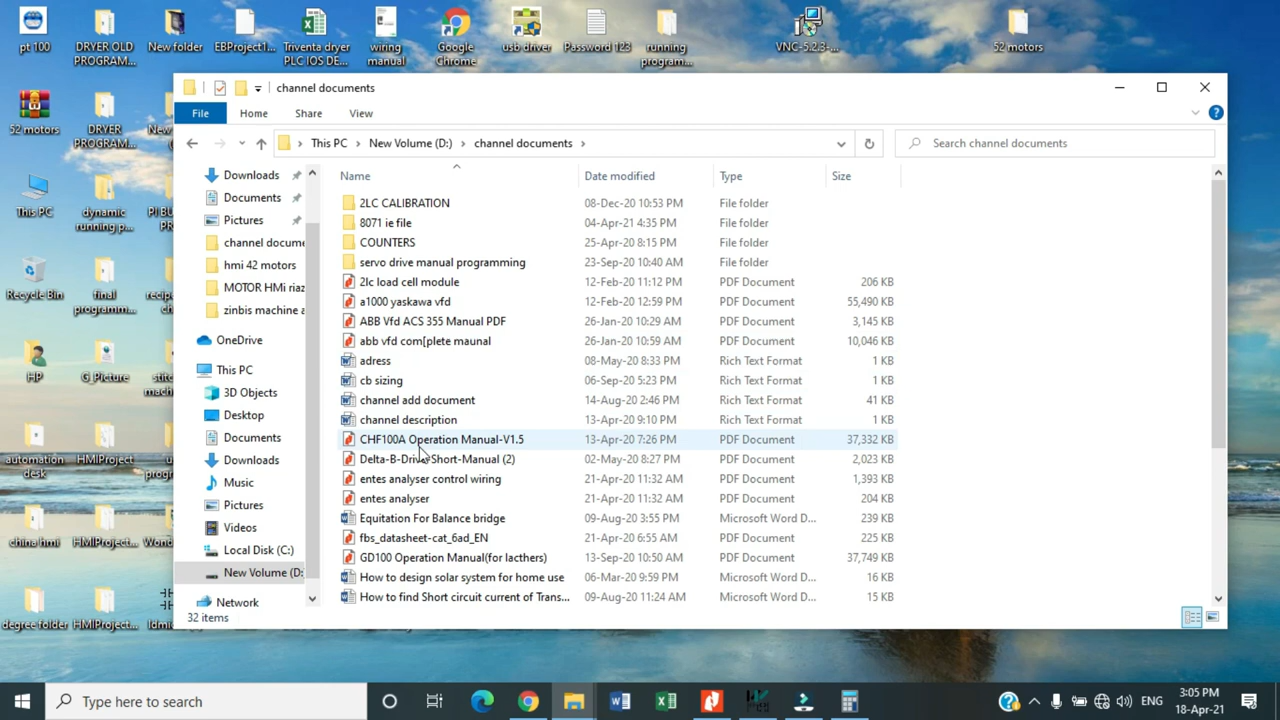 pt 100
DRYER OLD
PROGRAM...
New folder
EBProject1...
Triventa dryer
PLC IOS DE...
wiring
manual
Google
Chrome
usb driver
Password 123
running
program...
VNC-5.2.3-...
52 motors
52 motors
DRYER
PROGRAM...
This PC
dynamic
running p...
Recycle Bin
final
programm...
HP
G_Picture
automation
desk
HMIProject
china hmi
HMIProject...
degree folder
HMIProject...
channel documents
File
Home
Share
View
This PC
New Volume (D:)
channel documents
Search channel documents
Name
Date modified
Type
Size
Downloads
Documents
Pictures
channel docume
hmi 42 motors
MOTOR HMi riaz
zinbis machine a
OneDrive
This PC
3D Objects
Desktop
Documents
Downloads
Music
Pictures
Videos
Local Disk (C:)
New Volume (D:
Network
2LC CALIBRATION 08-Dec-20 10:53 PM File folder
8071 ie file 04-Apr-21 4:35 PM File folder
COUNTERS 25-Apr-20 8:15 PM File folder
servo drive manual programming 23-Sep-20 10:40 AM File folder
2lc load cell module 12-Feb-20 11:12 PM PDF Document 206 KB
a1000 yaskawa vfd 12-Feb-20 12:59 PM PDF Document 55,490 KB
ABB Vfd ACS 355 Manual PDF 26-Jan-20 10:29 AM PDF Document 3,145 KB
abb vfd com[plete maunal 26-Jan-20 10:59 AM PDF Document 10,046 KB
adress 08-May-20 8:33 PM Rich Text Format 1 KB
cb sizing 06-Sep-20 5:23 PM Rich Text Format 1 KB
channel add document 14-Aug-20 2:46 PM Rich Text Format 41 KB
channel description 13-Apr-20 9:10 PM Rich Text Format 1 KB
CHF100A Operation Manual-V1.5 13-Apr-20 7:26 PM PDF Document 37,332 KB
Delta-B-Drive-Short-Manual (2) 02-May-20 8:27 PM PDF Document 2,023 KB
entes analyser control wiring 21-Apr-20 11:32 AM PDF Document 1,393 KB
entes analyser 21-Apr-20 11:32 AM PDF Document 204 KB
Equitation For Balance bridge 09-Aug-20 3:55 PM Microsoft Word D... 239 KB
fbs_datasheet-cat_6ad_EN 21-Apr-20 6:55 AM PDF Document 225 KB
GD100 Operation Manual(for lacthers) 13-Sep-20 10:50 AM PDF Document 37,749 KB
How to design solar system for home use 06-Mar-20 9:59 PM Microsoft Word D... 16 KB
How to find Short circuit current of Trans... 09-Aug-20 11:24 AM Microsoft Word D... 15 KB
32 items
Type here to search
ENG
3:05 PM
18-Apr-21